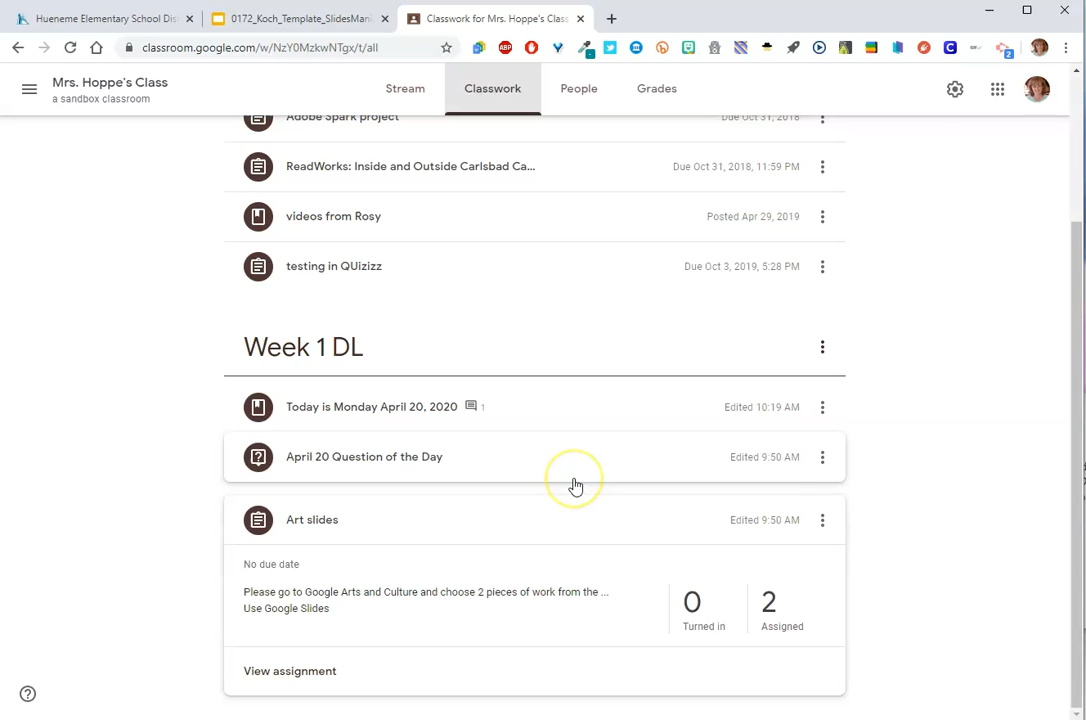 Hueneme Elementary School Dis
0172_Koch_Template_SlidesMani
Classwork for Mrs. Hoppe's Class
classroom.google.com/w/NzY0MzkwNTgx/t/all
ABP
2
Mrs. Hoppe's Class
a sandbox classroom
Stream
Classwork
People
Grades
Adobe Spark project
Due Oct 31, 2018
ReadWorks: Inside and Outside Carlsbad Ca...
Due Oct 31, 2018, 11:59 PM
videos from Rosy
Posted Apr 29, 2019
testing in QUizizz
Due Oct 3, 2019, 5:28 PM
Week 1 DL
Today is Monday April 20, 2020 1
Edited 10:19 AM
April 20 Question of the Day
Edited 9:50 AM
Art slides
Edited 9:50 AM
No due date
Please go to Google Arts and Culture and choose 2 pieces of work from the ...
Use Google Slides
0
Turned in
2
Assigned
View assignment